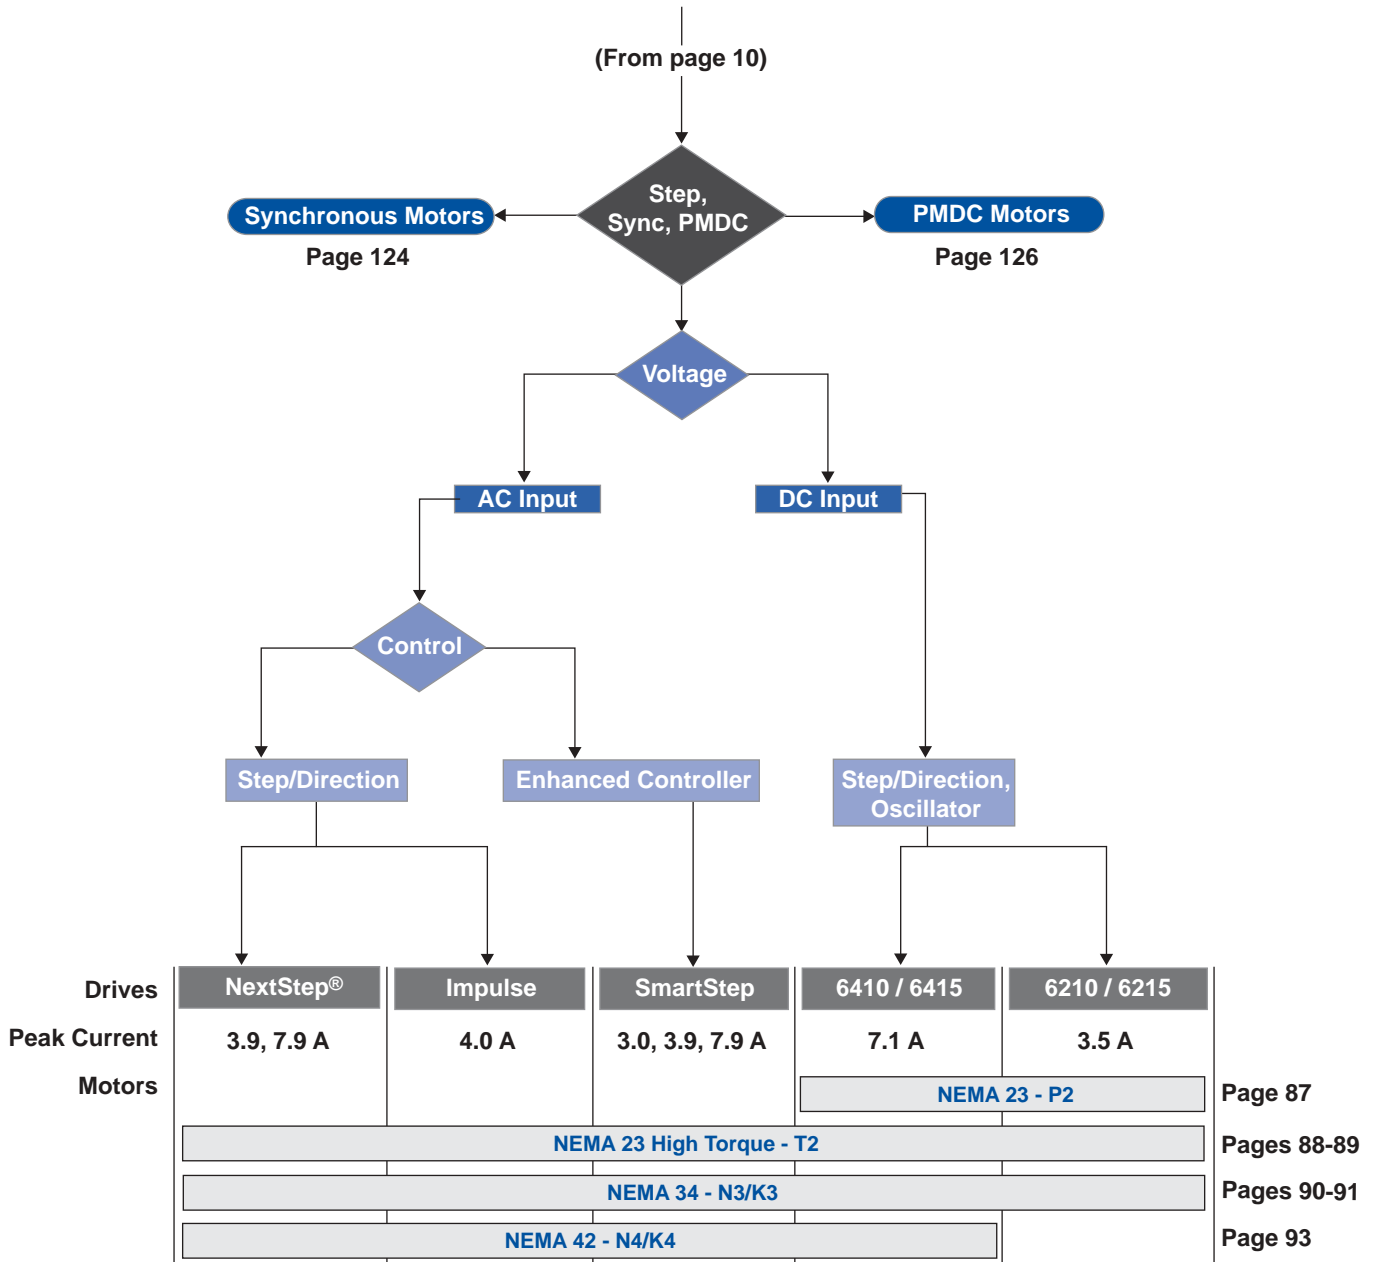 (From page 10)
Step,
Sync, PMDC
Synchronous Motors
Page 124
PMDC Motors
Page 126
Voltage
AC Input
DC Input
Control
Step/Direction
Enhanced Controller
Step/Direction,
Oscillator
Drives
NextStep®
Impulse
SmartStep
6410 / 6415
6210 / 6215
Peak Current
3.9, 7.9 A
4.0 A
3.0, 3.9, 7.9 A
7.1 A
3.5 A
Motors
NEMA 23 - P2
Page 87
NEMA 23 High Torque - T2
Pages 88-89
NEMA 34 - N3/K3
Pages 90-91
NEMA 42 - N4/K4
Page 93